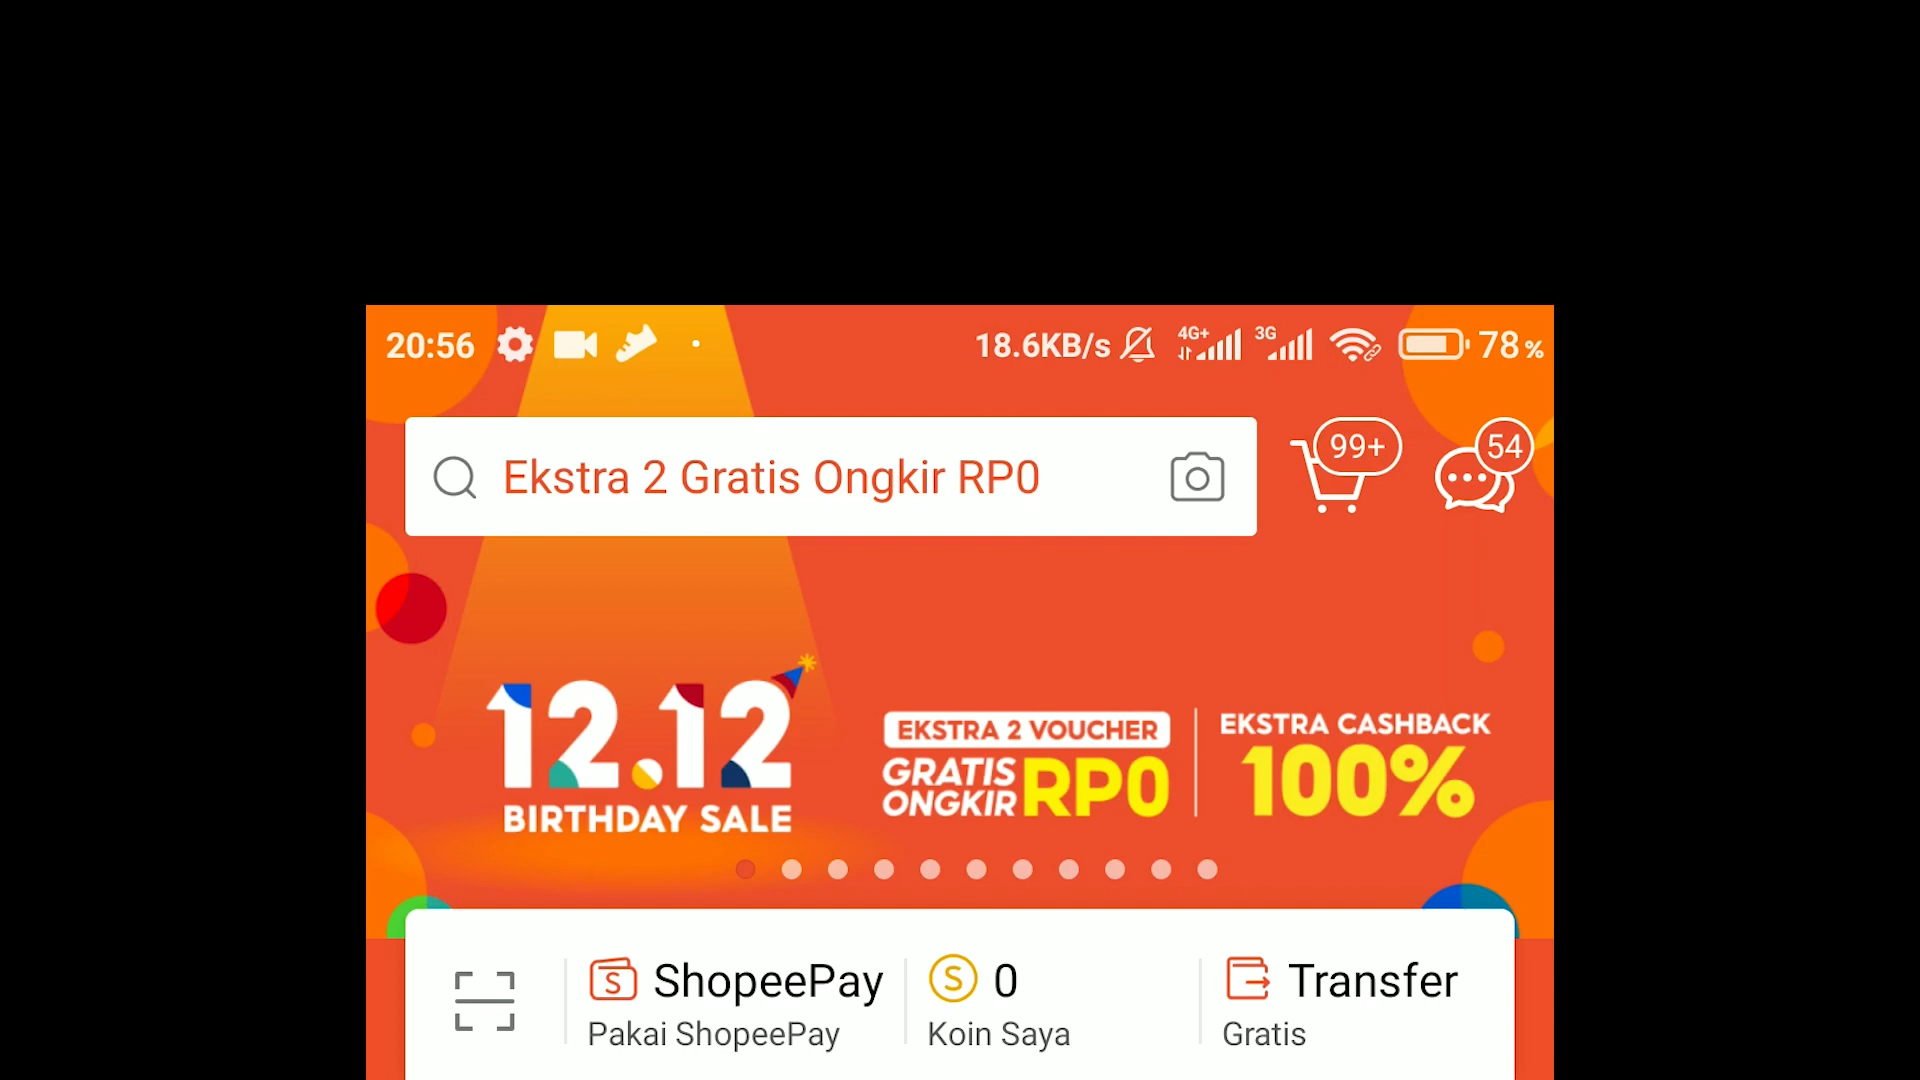 20:56 18.6KB/s 4G+ 3G 78%
Ekstra 2 Gratis Ongkir RP0
99+
54
12.12
BIRTHDAY SALE
EKSTRA 2 VOUCHER
GRATIS ONGKIR RP0
EKSTRA CASHBACK
100%
ShopeePay
Pakai ShopeePay
S 0
Koin Saya
Transfer
Gratis